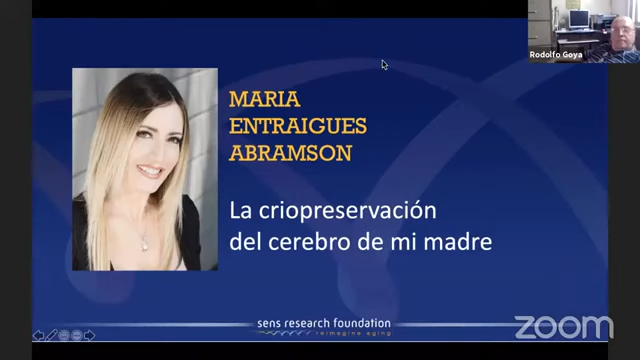 Rodolfo Goya
MARIA
ENTRAIGUES
ABRAMSON
La criopreservación
del cerebro de mi madre
sens research foundation
reimagine aging
zoom